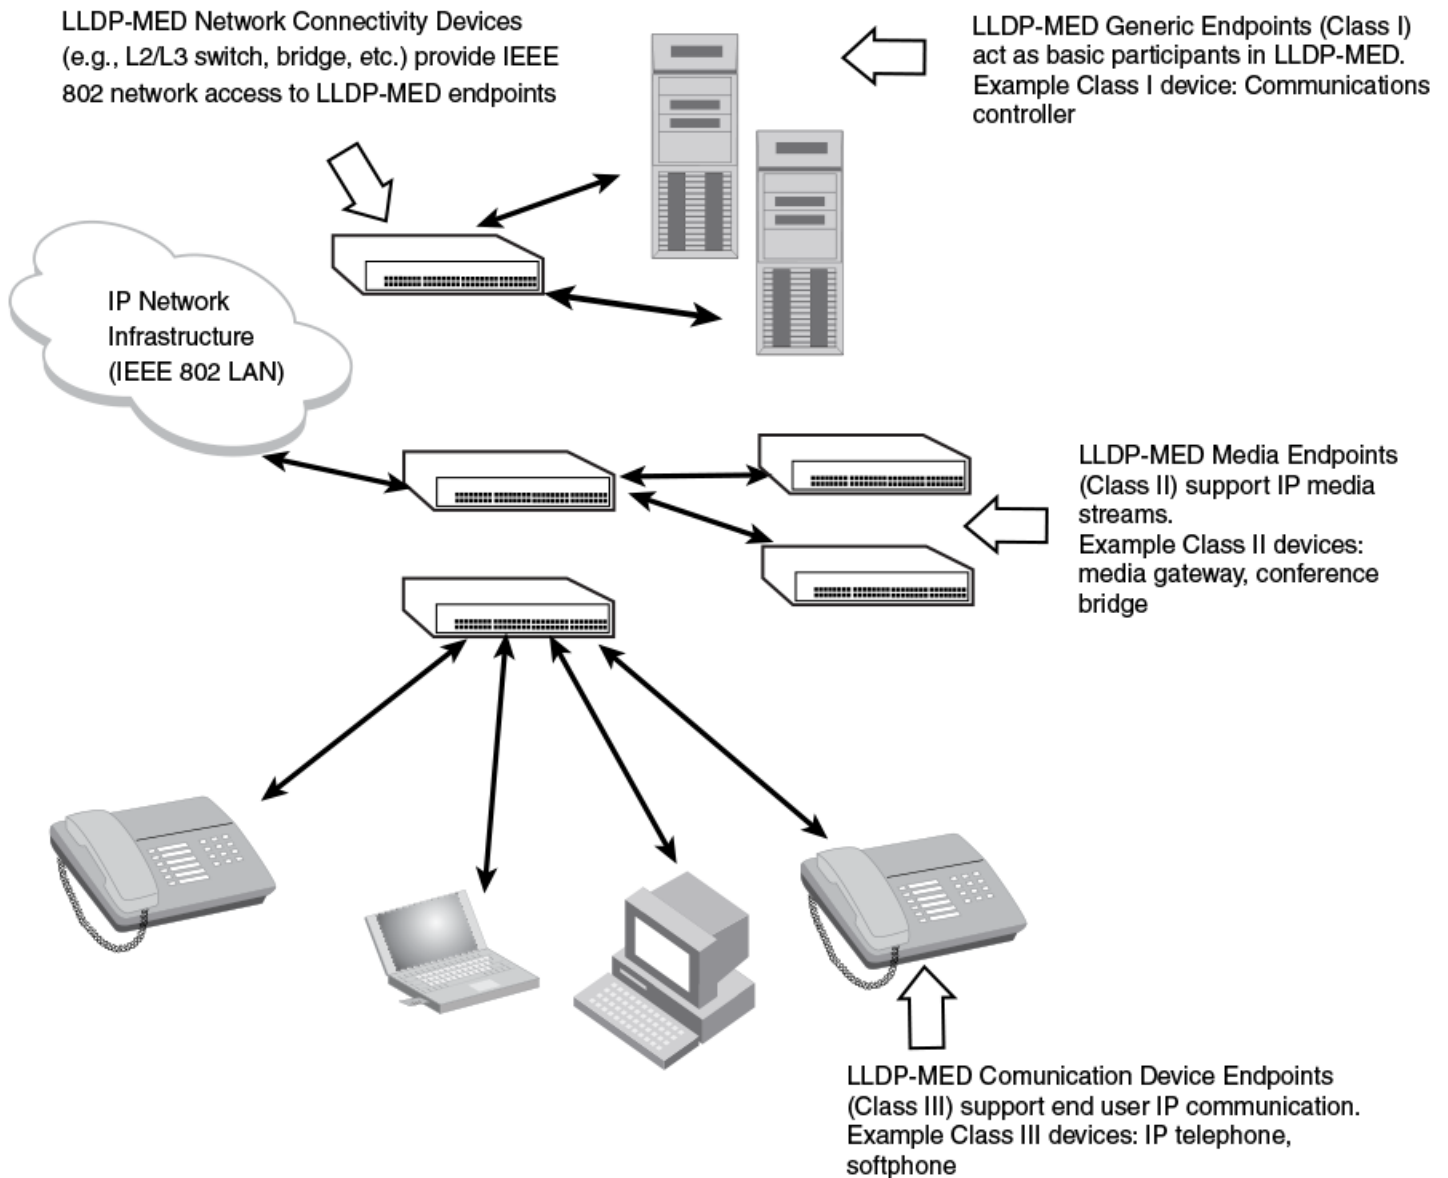 LLDP-MED Network Connectivity Devices
(e.g., L2/L3 switch, bridge, etc.) provide IEEE
802 network access to LLDP-MED endpoints
LLDP-MED Generic Endpoints (Class I)
act as basic participants in LLDP-MED.
Example Class I device: Communications
controller
IP Network
Infrastructure
(IEEE 802 LAN)
LLDP-MED Media Endpoints
(Class II) support IP media
streams.
Example Class II devices:
media gateway, conference
bridge
LLDP-MED Comunication Device Endpoints
(Class III) support end user IP communication.
Example Class III devices: IP telephone,
softphone